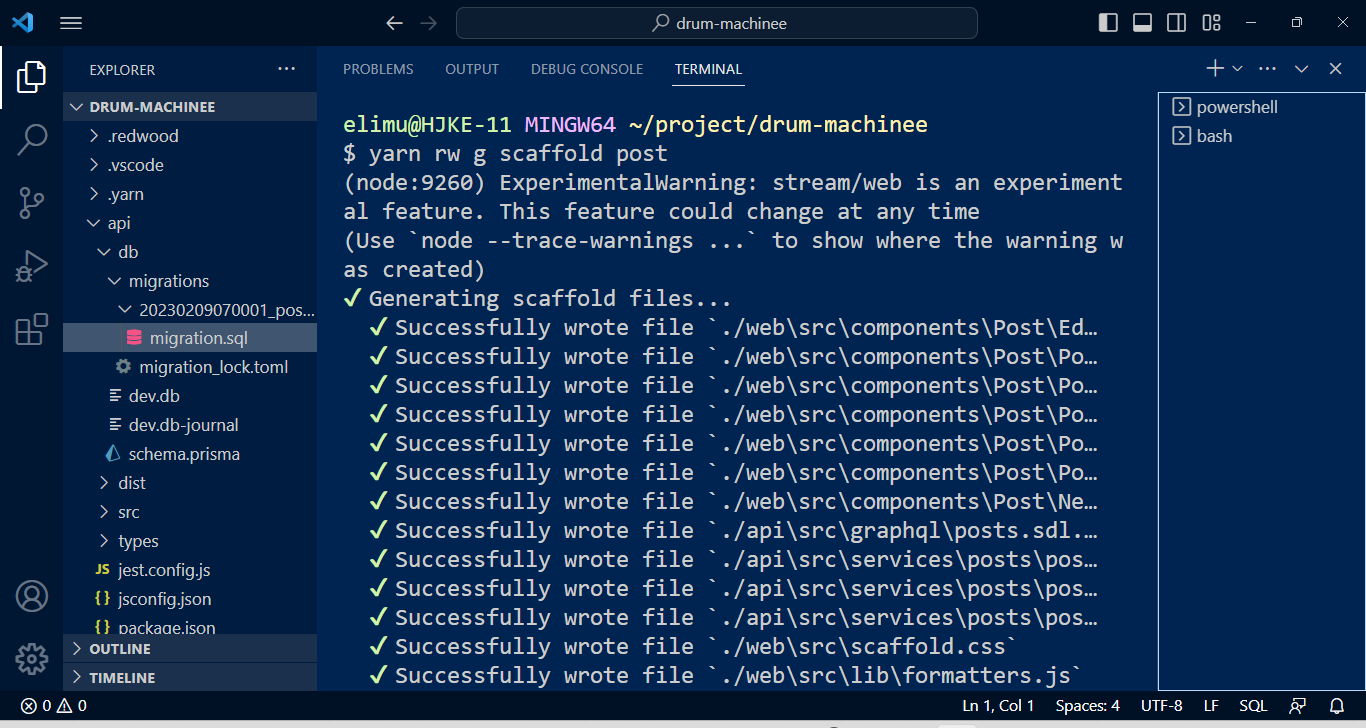 drum-machinee
EXPLORER
DRUM-MACHINEE
.redwood
.vscode
.yarn
api
db
migrations
20230209070001_pos...
migration.sql
migration_lock.toml
dev.db
dev.db-journal
schema.prisma
dist
src
types
JS jest.config.js
{} jsconfig.json
{} package.json
OUTLINE
TIMELINE
PROBLEMS OUTPUT DEBUG CONSOLE TERMINAL
elimu@HJKE-11 MINGW64 ~/project/drum-machinee
$ yarn rw g scaffold post
(node:9260) ExperimentalWarning: stream/web is an experiment
al feature. This feature could change at any time
(Use `node --trace-warnings ...` to show where the warning w
as created)
✓ Generating scaffold files...
✓ Successfully wrote file `./web\src\components\Post\Ed…
✓ Successfully wrote file `./web\src\components\Post\Po…
✓ Successfully wrote file `./web\src\components\Post\Po…
✓ Successfully wrote file `./web\src\components\Post\Po…
✓ Successfully wrote file `./web\src\components\Post\Po…
✓ Successfully wrote file `./web\src\components\Post\Po…
✓ Successfully wrote file `./web\src\components\Post\Ne…
✓ Successfully wrote file `./api\src\graphql\posts.sdl.…
✓ Successfully wrote file `./api\src\services\posts\pos…
✓ Successfully wrote file `./api\src\services\posts\pos…
✓ Successfully wrote file `./api\src\services\posts\pos…
✓ Successfully wrote file `./web\src\scaffold.css`
✓ Successfully wrote file `./web\src\lib\formatters.js`
powershell
bash
0 0 Ln 1, Col 1 Spaces: 4 UTF-8 LF SQL